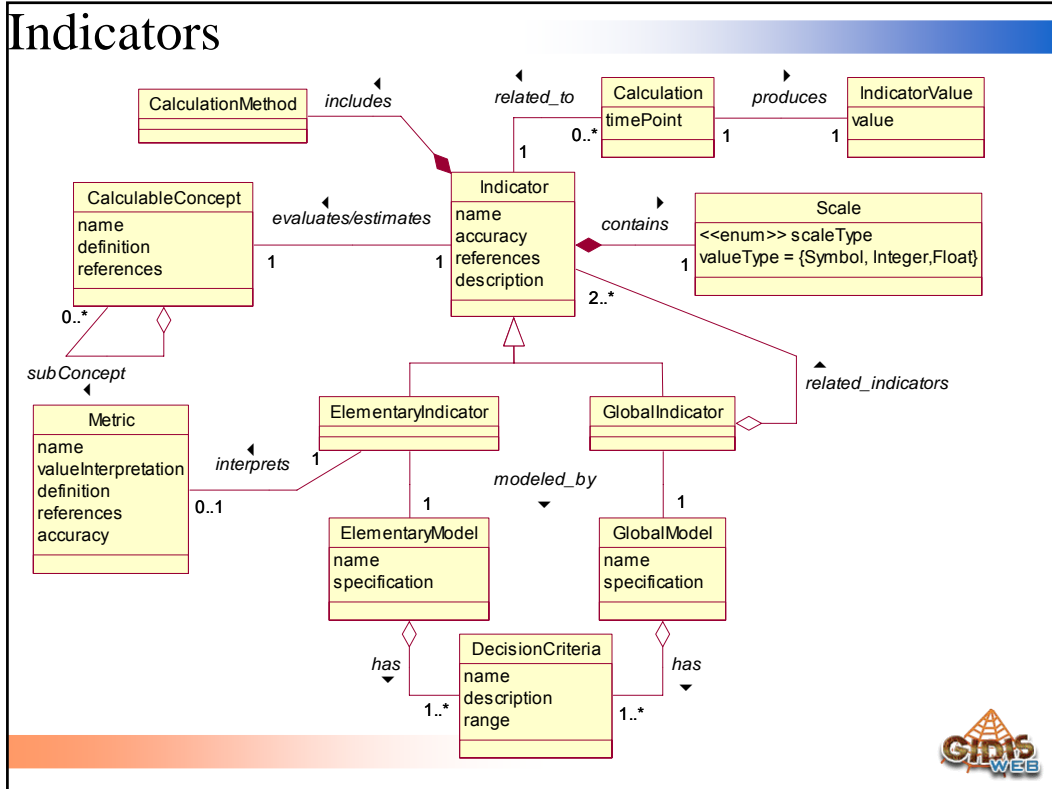 Indicators
CalculationMethod
includes
related_to
Calculation
timePoint
produces
IndicatorValue
value
0..*
1
1
1
Indicator
name
accuracy
references
description
CalculableConcept
name
definition
references
evaluates/estimates
1
1
contains
1
Scale
<<enum>> scaleType
valueType = {Symbol, Integer,Float}
2..*
0..*
subConcept
related_indicators
Metric
name
valueInterpretation
definition
references
accuracy
interprets
1
0..1
ElementaryIndicator
GlobalIndicator
modeled_by
1
1
ElementaryModel
name
specification
GlobalModel
name
specification
has
has
DecisionCriteria
name
description
range
1..*
1..*
GIDIS
WEB